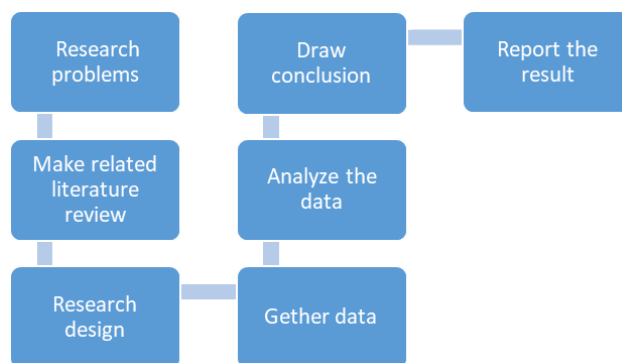 Research
problems
Make related
literature
review
Research
design
Gether data
Analyze the
data
Draw
conclusion
Report the
result